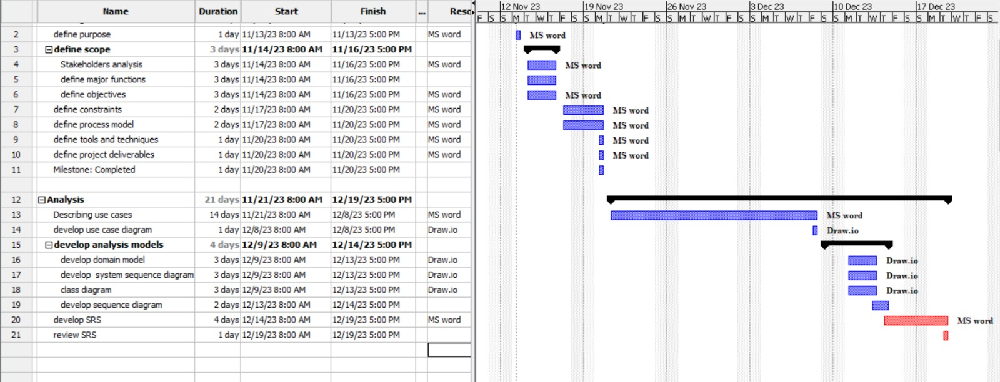 Name Duration Start Finish ... Reso
2 define purpose 1 day 11/13/23 8:00 AM 11/13/23 5:00 PM MS word
3 define scope 3 days 11/14/23 8:00 AM 11/16/23 5:00 PM
4 Stakeholders analysis 3 days 11/14/23 8:00 AM 11/16/23 5:00 PM MS word
5 define major functions 3 days 11/14/23 8:00 AM 11/16/23 5:00 PM
6 define objectives 3 days 11/14/23 8:00 AM 11/16/23 5:00 PM MS word
7 define constraints 2 days 11/17/23 8:00 AM 11/20/23 5:00 PM MS word
8 define process model 2 days 11/17/23 8:00 AM 11/20/23 5:00 PM MS word
9 define tools and techniques 1 day 11/20/23 8:00 AM 11/20/23 5:00 PM MS word
10 define project deliverables 1 day 11/20/23 8:00 AM 11/20/23 5:00 PM MS word
11 Milestone: Completed 1 day 11/20/23 8:00 AM 11/20/23 5:00 PM
12 Analysis 21 days 11/21/23 8:00 AM 12/19/23 5:00 PM
13 Describing use cases 14 days 11/21/23 8:00 AM 12/8/23 5:00 PM MS word
14 develop use case diagram 1 day 12/8/23 8:00 AM 12/8/23 5:00 PM Draw.io
15 develop analysis models 4 days 12/9/23 8:00 AM 12/14/23 5:00 PM
16 develop domain model 3 days 12/9/23 8:00 AM 12/13/23 5:00 PM Draw.io
17 develop system sequence diagram 3 days 12/9/23 8:00 AM 12/13/23 5:00 PM Draw.io
18 class diagram 3 days 12/9/23 8:00 AM 12/13/23 5:00 PM Draw.io
19 develop sequence diagram 2 days 12/13/23 8:00 AM 12/14/23 5:00 PM
20 develop SRS 4 days 12/14/23 8:00 AM 12/19/23 5:00 PM MS word
21 review SRS 1 day 12/19/23 8:00 AM 12/19/23 5:00 PM
12 Nov 23 19 Nov 23 26 Nov 23 3 Dec 23 10 Dec 23 17 Dec 23
F S S M T W T F S S M T W T F S S M T W T F S S M T W T F S S M T W T F S S M T W T F S
MS word
MS word
MS word
MS word
MS word
MS word
MS word
MS word
Draw.io
Draw.io
Draw.io
Draw.io
MS word